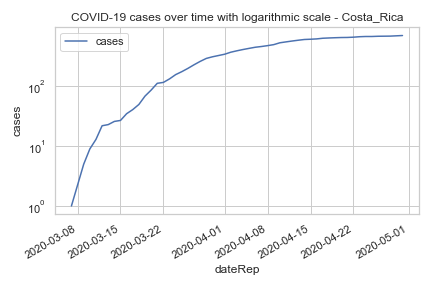 COVID-19 cases over time with logarithmic scale - Costa_Rica
cases
10²
10¹
10⁰
cases
2020-03-08
2020-03-15
2020-03-22
2020-04-01
2020-04-08
2020-04-15
2020-04-22
2020-05-01
dateRep